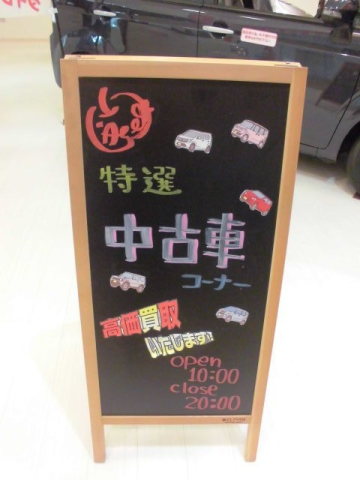 特選
中古車
コーナー
高価買取
いたします!!
open
10:00
close
20:00